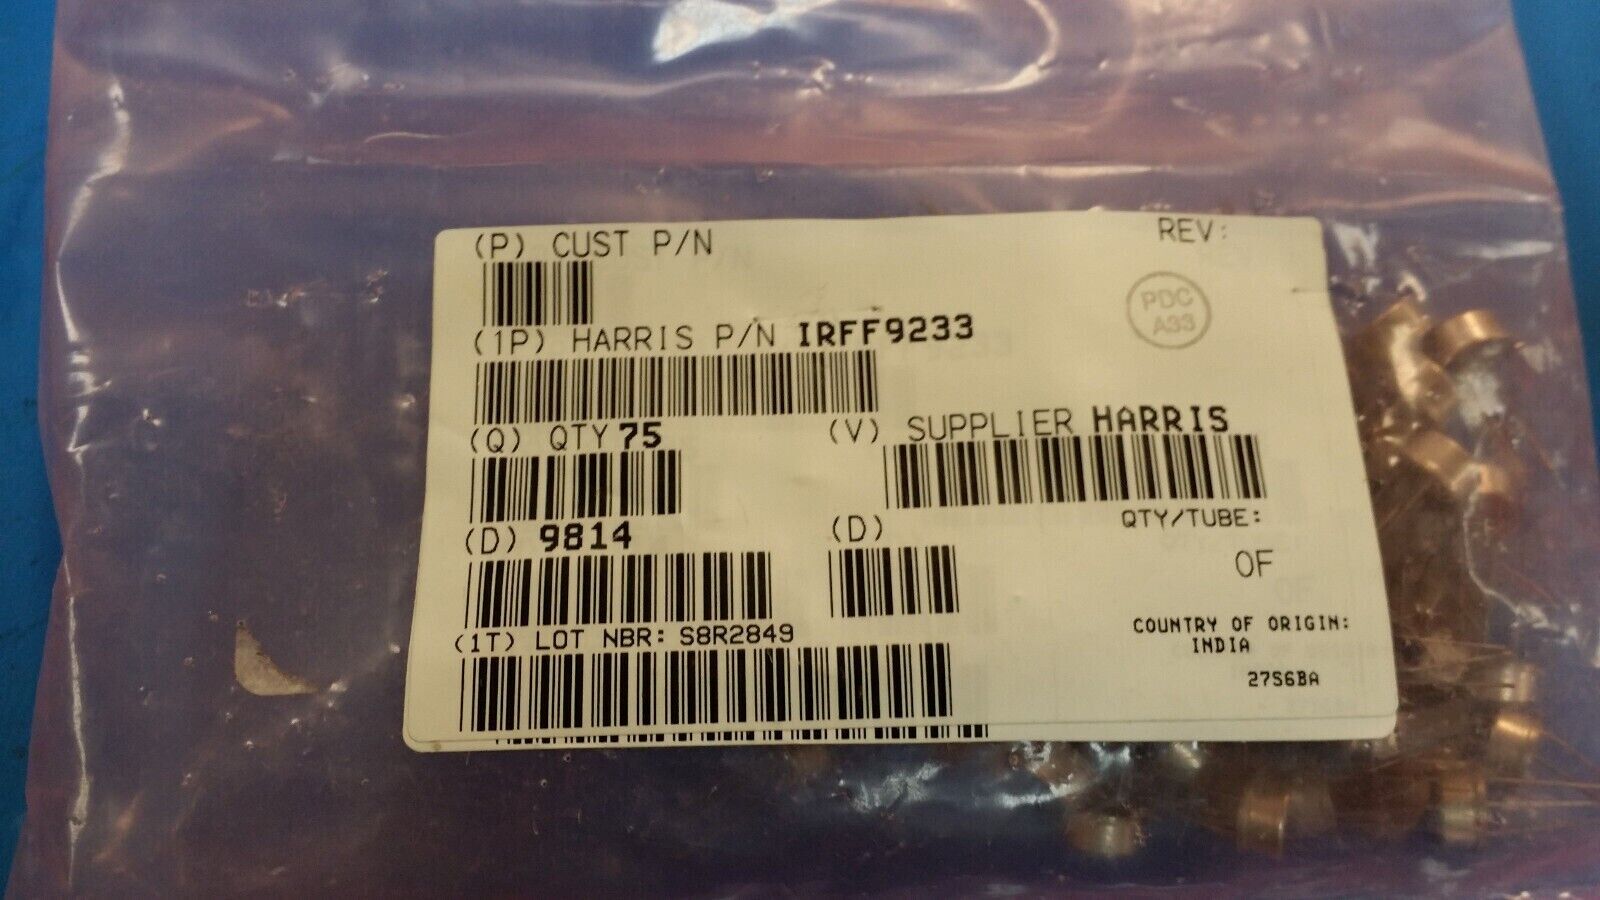 (P) CUST P/N
REV:
PDC
A33
(1P) HARRIS P/N IRFF9233
(Q) QTY 75
(V) SUPPLIER HARRIS
(D) 9814
(D)
QTY/TUBE:
OF
(1T) LOT NBR: S8R2849
COUNTRY OF ORIGIN:
INDIA
27S6BA